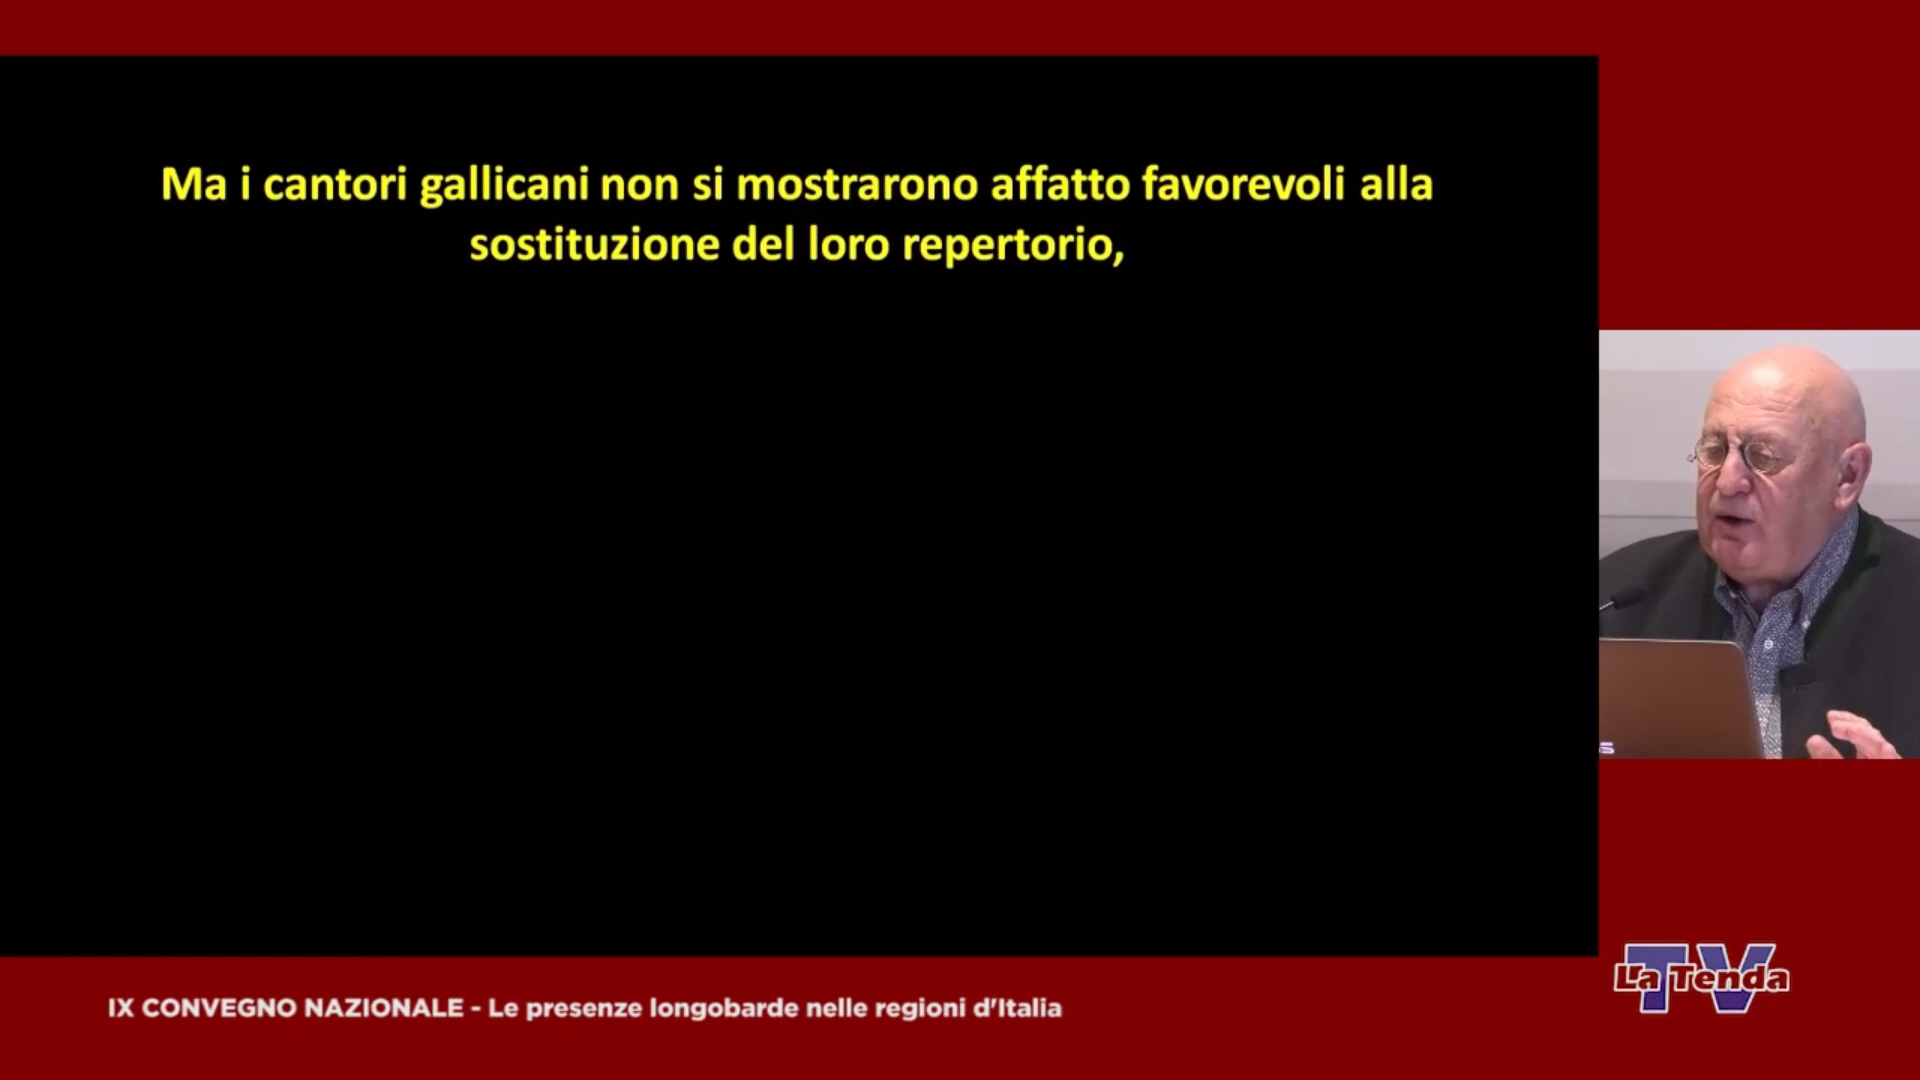 Ma i cantori gallicani non si mostrarono affatto favorevoli alla
sostituzione del loro repertorio,
IX CONVEGNO NAZIONALE - Le presenze longobarde nelle regioni d'Italia
La Tenda
TV